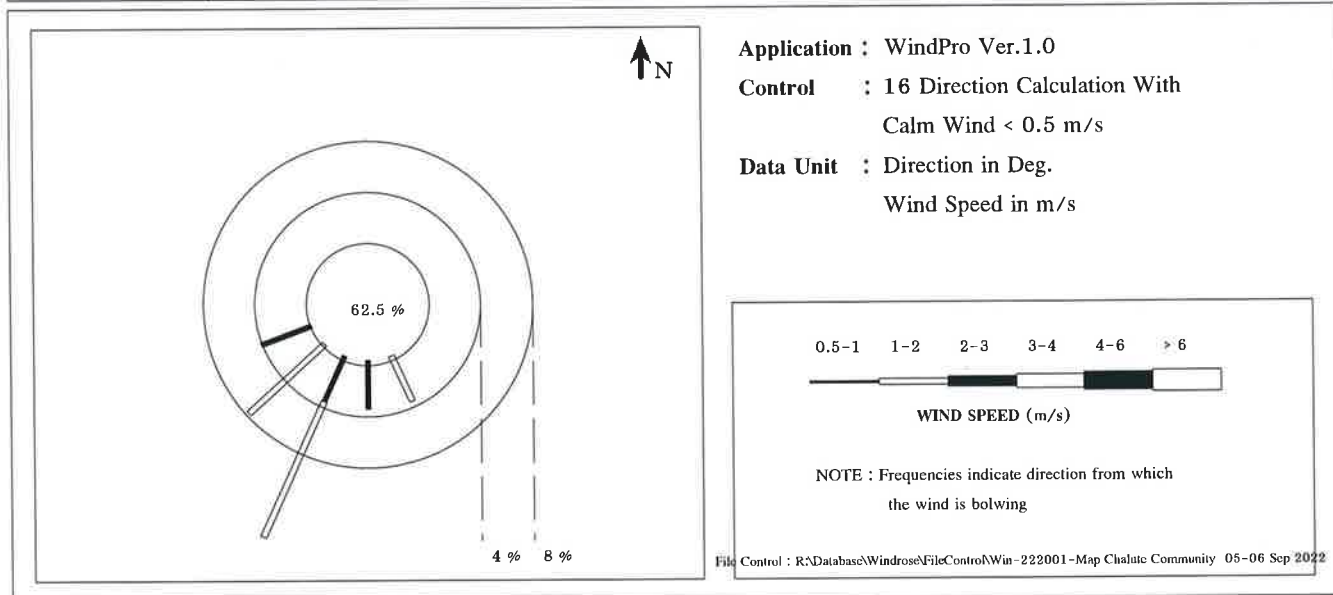 N
62.5 %
4 % 8 %
Application : WindPro Ver.1.0
Control : 16 Direction Calculation With
Calm Wind < 0.5 m/s
Data Unit : Direction in Deg.
Wind Speed in m/s
0.5-1 1-2 2-3 3-4 4-6 > 6
WIND SPEED (m/s)
NOTE : Frequencies indicate direction from which
the wind is bolwing
File Control : R:\Database\Windrose\FileControl\Win-222001-Map Chalute Community 05-06 Sep 2022